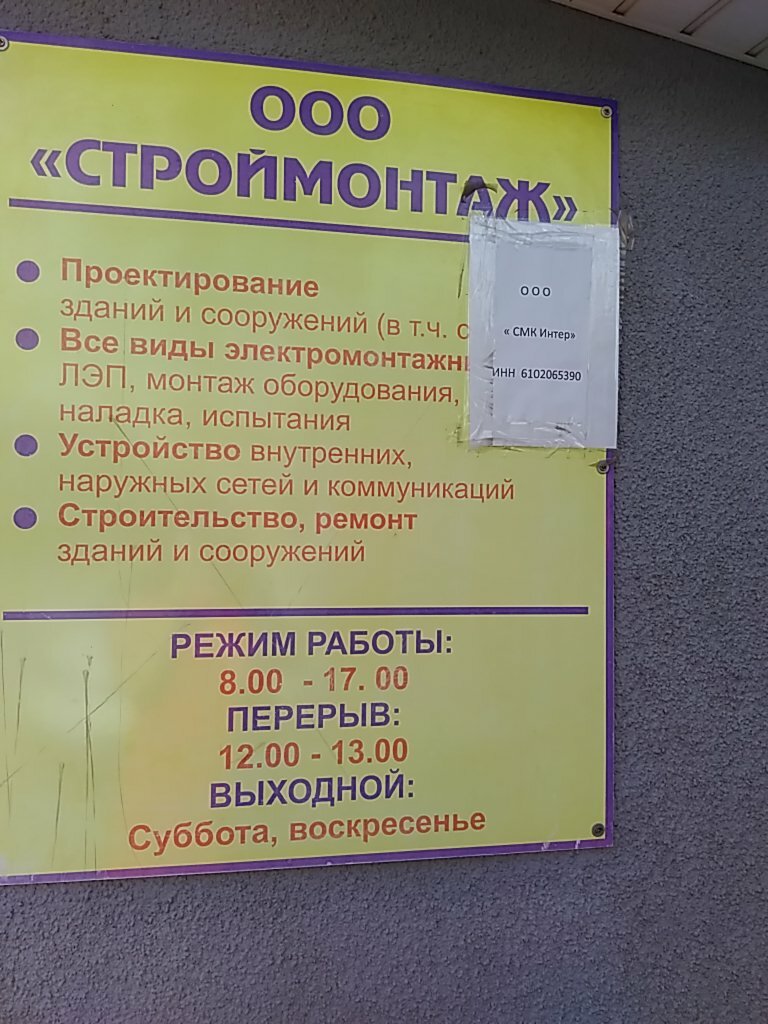 ООО
«СТРОЙМОНТАЖ»
Проектирование
зданий и сооружений (в т.ч. с
Все виды электромонтажн
ЛЭП, монтаж оборудования,
наладка, испытания
Устройство внутренних,
наружных сетей и коммуникаций
Строительство, ремонт
зданий и сооружений
РЕЖИМ РАБОТЫ:
8.00 - 17. 00
ПЕРЕРЫВ:
12.00 - 13.00
ВЫХОДНОЙ:
Суббота, воскресенье
ООО
« СМК Интер»
ИНН 6102065390